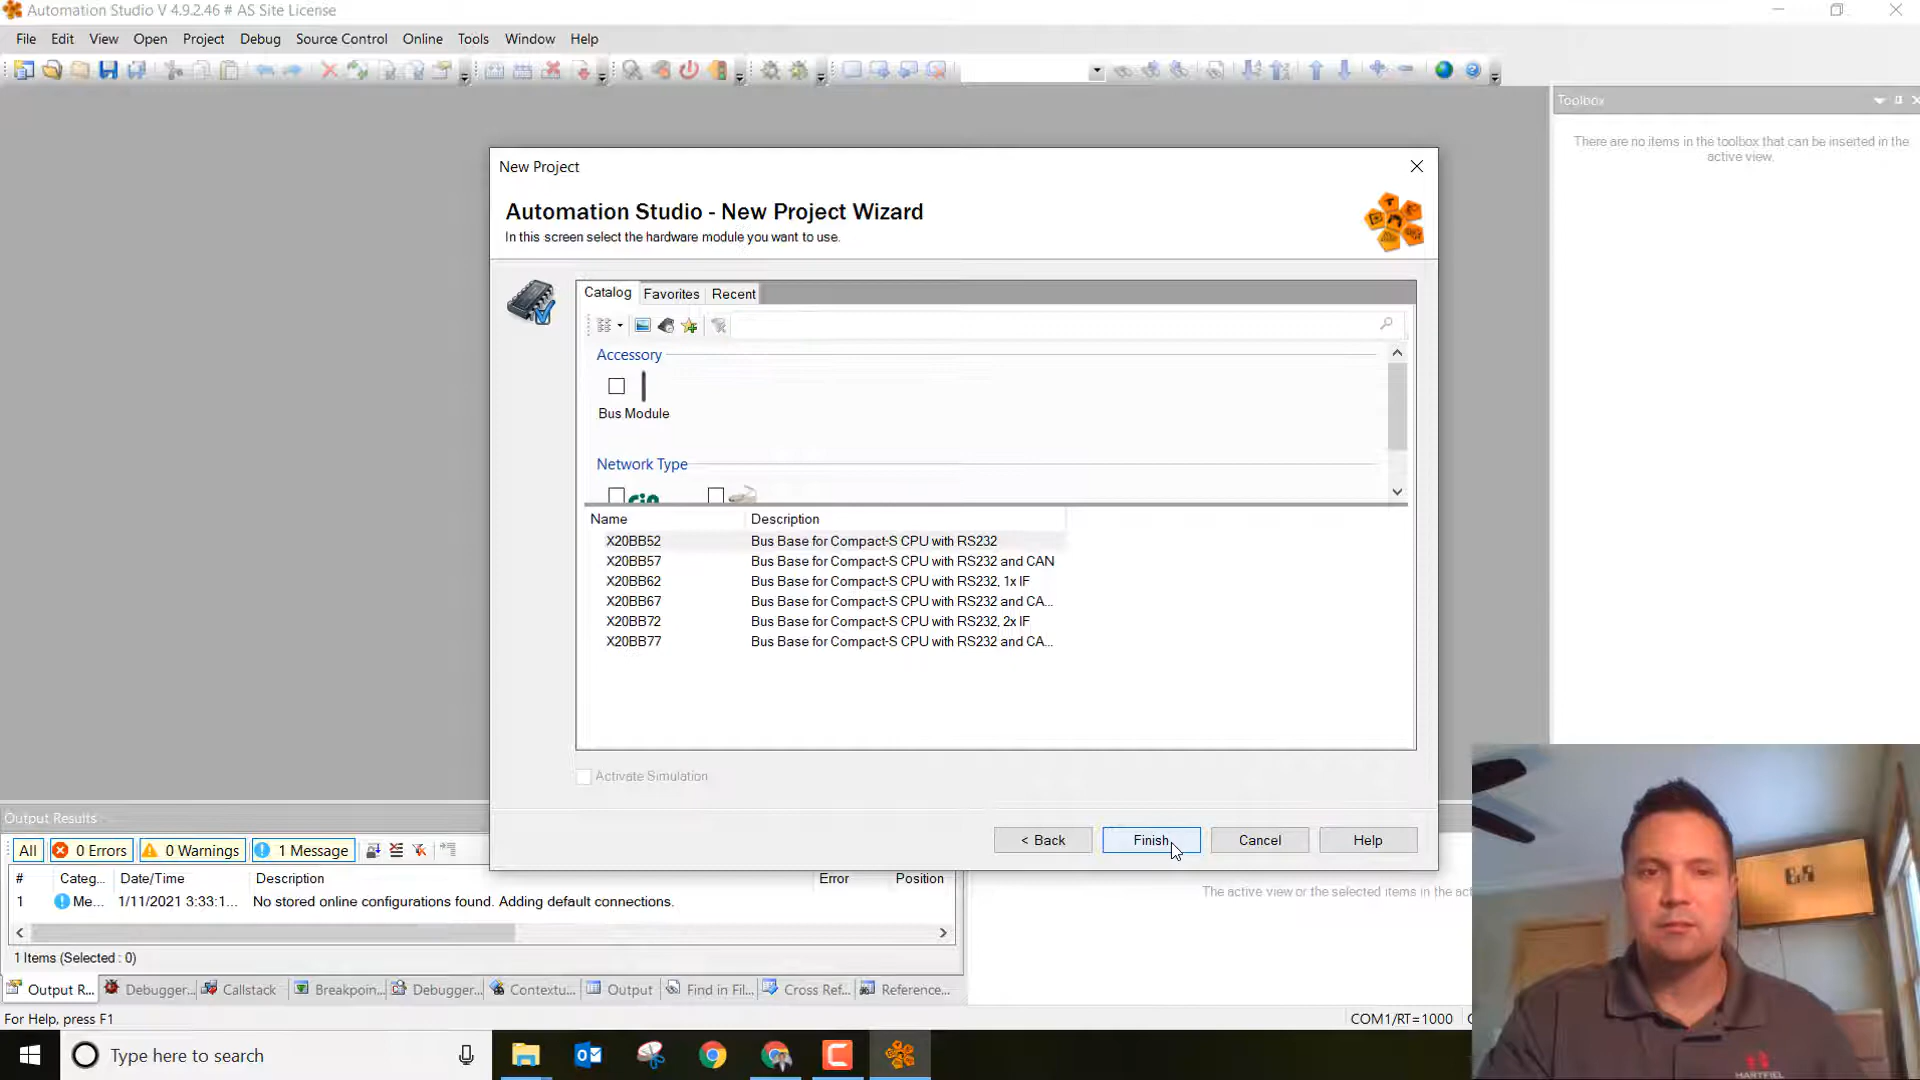 Automation Studio V 4.9.2.46 # AS Site License
File Edit View Open Project Debug Source Control Online Tools Window Help
Toolbox
There are no items in the toolbox that can be inserted in the
active view.
New Project
Automation Studio - New Project Wizard
In this screen select the hardware module you want to use.
Catalog Favorites Recent
Accessory
Bus Module
Network Type
Name Description
X20BB52 Bus Base for Compact-S CPU with RS232
X20BB57 Bus Base for Compact-S CPU with RS232 and CAN
X20BB62 Bus Base for Compact-S CPU with RS232, 1x IF
X20BB67 Bus Base for Compact-S CPU with RS232 and CA...
X20BB72 Bus Base for Compact-S CPU with RS232, 2x IF
X20BB77 Bus Base for Compact-S CPU with RS232 and CA...
Activate Simulation
< Back Finish Cancel Help
Output Results
All 0 Errors 0 Warnings 1 Message
# Categ... Date/Time Description Error Position
1 Me... 1/11/2021 3:33:1... No stored online configurations found. Adding default connections.
The active view or the selected items in the act
1 Items (Selected : 0)
Output R... Debugger... Callstack Breakpoin... Debugger... Contextu... Output Find in Fil... Cross Ref... Reference...
For Help, press F1
COM1/RT=1000
Type here to search
HARTFIEL